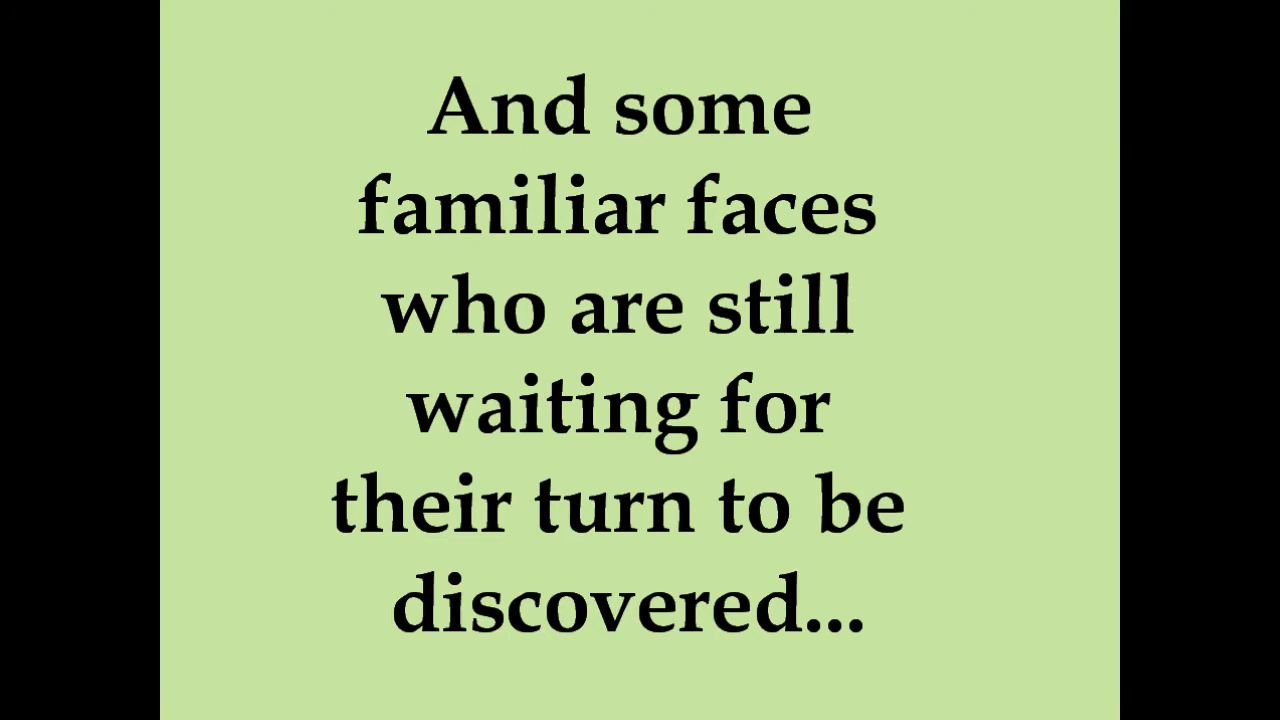 And some
familiar faces
who are still
waiting for
their turn to be
discovered...